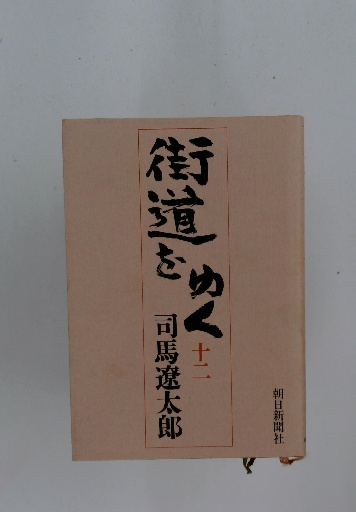 街道をゆく
十二
司馬遼太郎
朝日新聞社